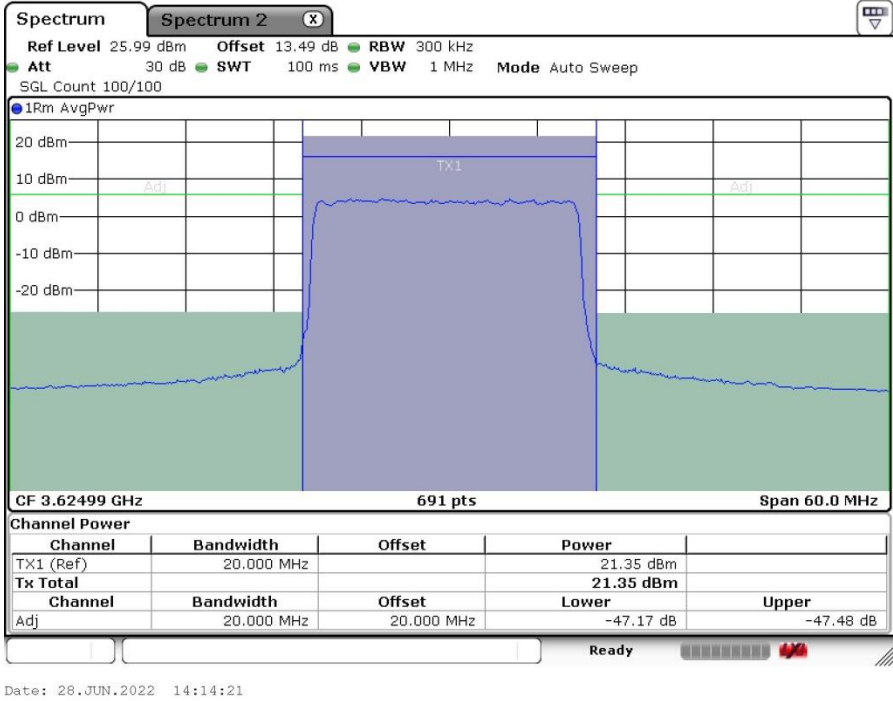 Spectrum Spectrum 2 X
Ref Level 25.99 dBm Offset 13.49 dB RBW 300 kHz
Att 30 dB SWT 100 ms VBW 1 MHz Mode Auto Sweep
SGL Count 100/100
1Rm AvgPwr
20 dBm
TX1
10 dBm
Adj Adj
0 dBm
-10 dBm
-20 dBm
CF 3.62499 GHz 691 pts Span 60.0 MHz
Channel Power
Channel Bandwidth Offset Power
TX1 (Ref) 20.000 MHz 21.35 dBm
Tx Total 21.35 dBm
Channel Bandwidth Offset Lower Upper
Adj 20.000 MHz 20.000 MHz -47.17 dB -47.48 dB
Ready
Date: 28.JUN.2022 14:14:21